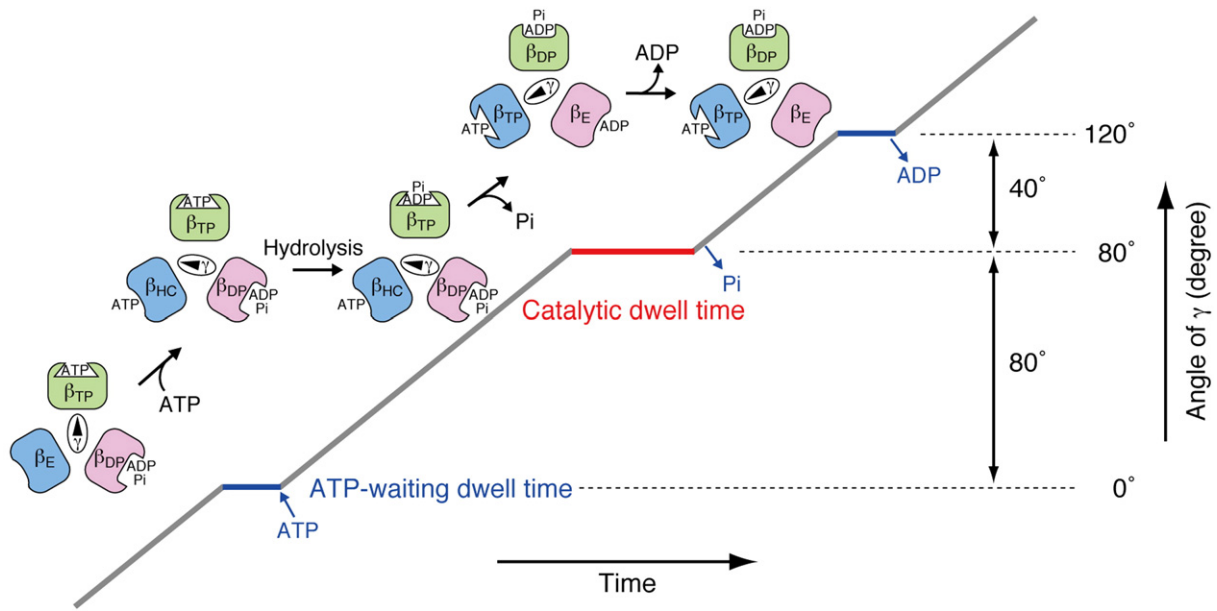 Pi
ADP
βDP
ATP
βTP
γ
βE
ADP
ADP
Pi
ADP
βDP
ATP
βTP
γ
βE
120°
ADP
40°
ATP
βTP
γ
ATP
βHC
βDP
ADP
Pi
Hydrolysis
Pi
ADP
βTP
γ
ATP
βHC
βDP
ADP
Pi
Pi
80°
Pi
Catalytic dwell time
80°
ATP
βTP
γ
βE
βDP
ADP
Pi
ATP
ATP-waiting dwell time
ATP
0°
Time
Angle of γ (degree)